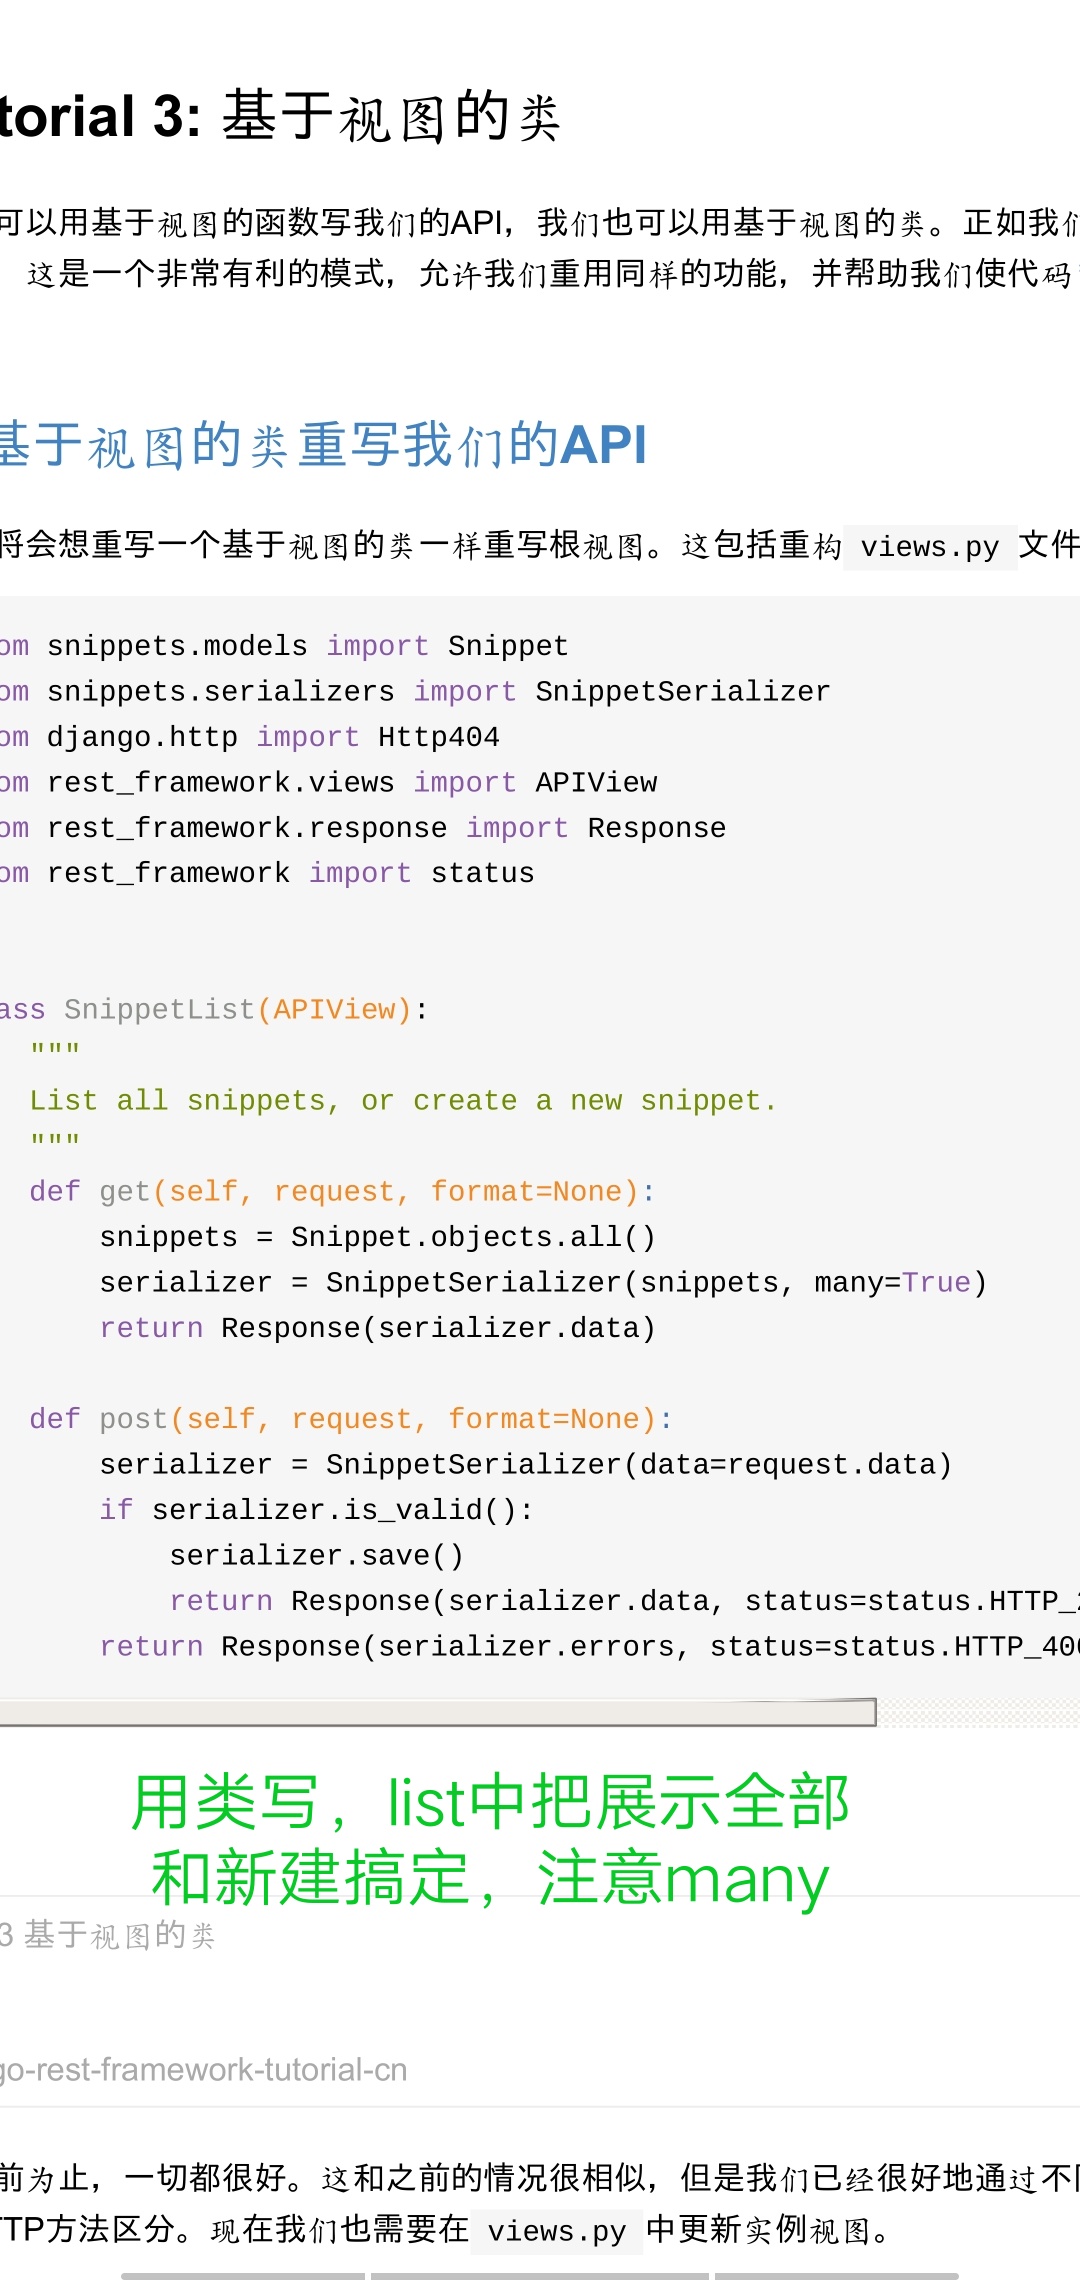 torial 3: 基于视图的类
可以用基于视图的函数写我们的API，我们也可以用基于视图的类。正如我们
这是一个非常有利的模式，允许我们重用同样的功能，并帮助我们使代码
基于视图的类重写我们的API
将会想重写一个基于视图的类一样重写根视图。这包括重构 views.py 文件
om snippets.models import Snippet
om snippets.serializers import SnippetSerializer
om django.http import Http404
om rest_framework.views import APIView
om rest_framework.response import Response
om rest_framework import status
ass SnippetList(APIView):
"""
List all snippets, or create a new snippet.
"""
def get(self, request, format=None):
snippets = Snippet.objects.all()
serializer = SnippetSerializer(snippets, many=True)
return Response(serializer.data)
def post(self, request, format=None):
serializer = SnippetSerializer(data=request.data)
if serializer.is_valid():
serializer.save()
return Response(serializer.data, status=status.HTTP_2
return Response(serializer.errors, status=status.HTTP_400
用类写，list中把展示全部
和新建搞定，注意many
3 基于视图的类
go-rest-framework-tutorial-cn
前为止，一切都很好。这和之前的情况很相似，但是我们已经很好地通过不同
TP方法区分。现在我们也需要在 views.py 中更新实例视图。